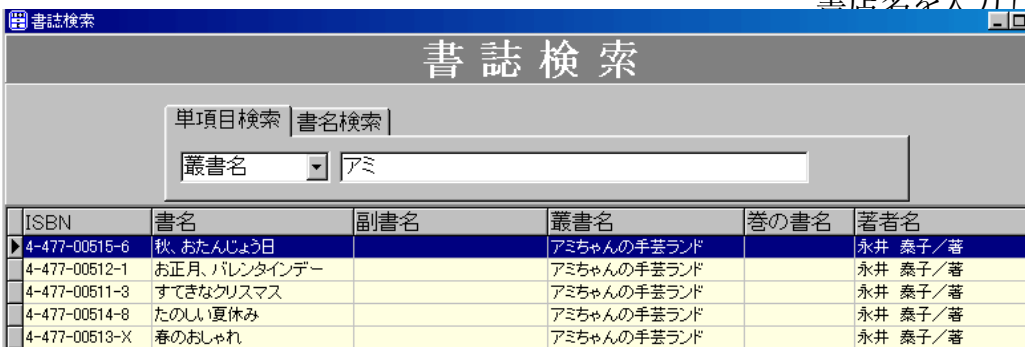 書店名を入力し
書誌検索
書誌検索
単項目検索 書名検索
叢書名 アミ
ISBN 書名 副書名 叢書名 巻の書名 著者名
4-477-00515-6 秋、おたんじょう日 アミちゃんの手芸ランド 永井 泰子／著
4-477-00512-1 お正月、バレンタインデー アミちゃんの手芸ランド 永井 泰子／著
4-477-00511-3 すてきなクリスマス アミちゃんの手芸ランド 永井 泰子／著
4-477-00514-8 たのしい夏休み アミちゃんの手芸ランド 永井 泰子／著
4-477-00513-X 春のおしゃれ アミちゃんの手芸ランド 永井 泰子／著